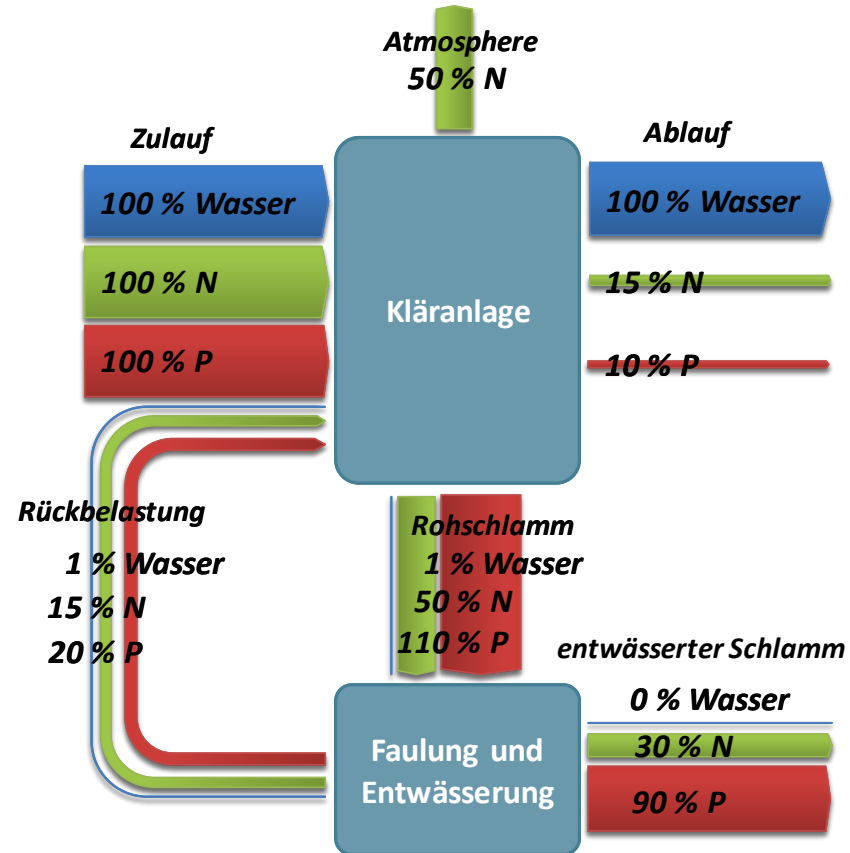 Atmosphere
50 % N
Zulauf
100 % Wasser
100 % N
100 % P
Kläranlage
Ablauf
100 % Wasser
15 % N
10 % P
Rückbelastung
1 % Wasser
15 % N
20 % P
Rohschlamm
1 % Wasser
50 % N
110 % P
Faulung und
Entwässerung
entwässerter Schlamm
0 % Wasser
30 % N
90 % P